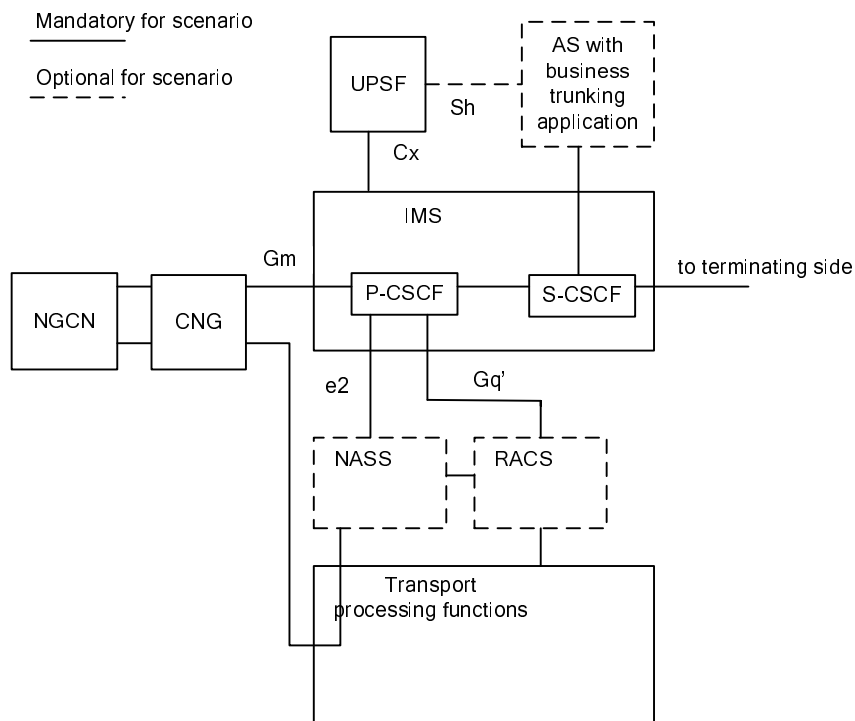 Mandatory for scenario
Optional for scenario
UPSF
Sh
AS with
business
trunking
application
Cx
IMS
Gm
to terminating side
P-CSCF
S-CSCF
NGCN
CNG
e2
Gq’
NASS
RACS
Transport
processing functions